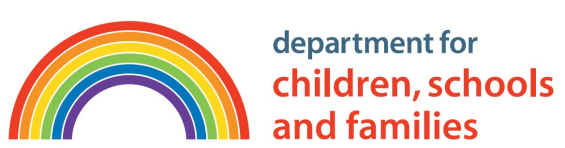 department for
children, schools
and families